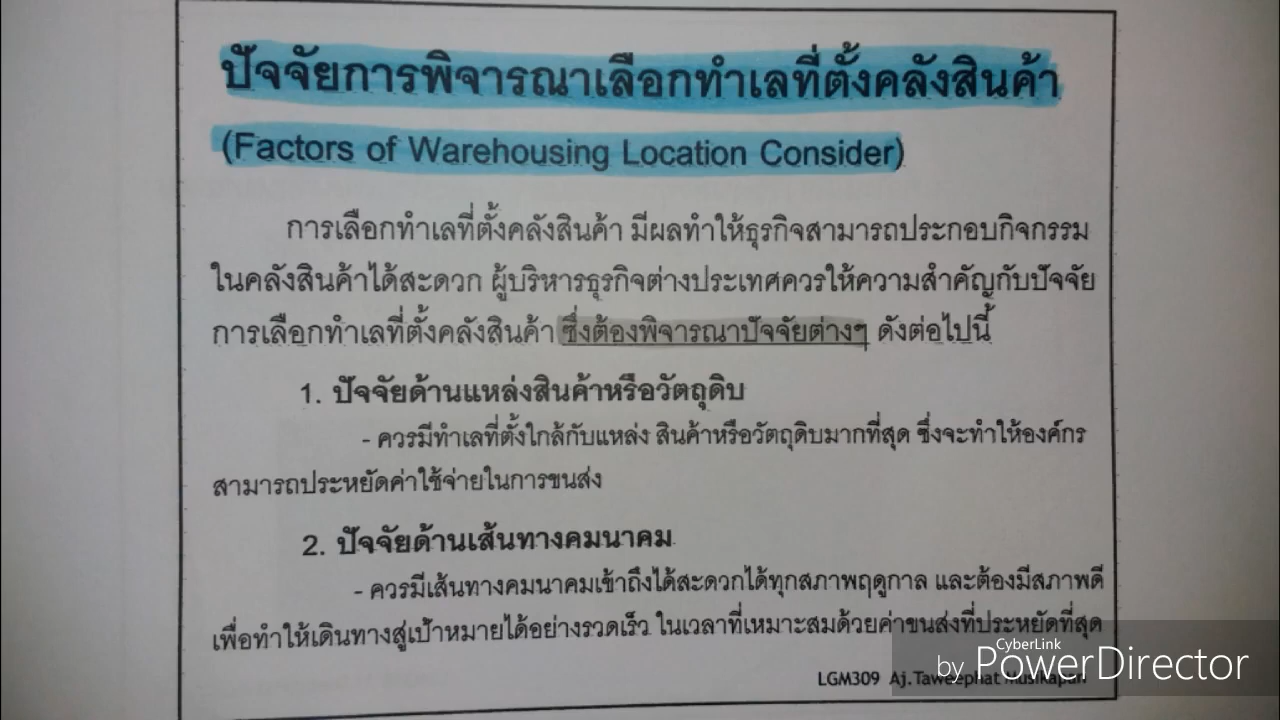 ปัจจัยการพิจารณาเลือกทำเลที่ตั้งคลังสินค้า
(Factors of Warehousing Location Consider)
การเลือกทำเลที่ตั้งคลังสินค้า มีผลทำให้ธุรกิจสามารถประกอบกิจกรรม
ในคลังสินค้าได้สะดวก ผู้บริหารธุรกิจต่างประเทศควรให้ความสำคัญกับปัจจัย
การเลือกทำเลที่ตั้งคลังสินค้า ซึ่งต้องพิจารณาปัจจัยต่างๆ ดังต่อไปนี้
1. ปัจจัยด้านแหล่งสินค้าหรือวัตถุดิบ
- ควรมีทำเลที่ตั้งใกล้กับแหล่ง สินค้าหรือวัตถุดิบมากที่สุด ซึ่งจะทำให้องค์กร
สามารถประหยัดค่าใช้จ่ายในการขนส่ง
2. ปัจจัยด้านเส้นทางคมนาคม
- ควรมีเส้นทางคมนาคมเข้าถึงได้สะดวกได้ทุกสภาพฤดูกาล และต้องมีสภาพดี
เพื่อทำให้เดินทางสู่เป้าหมายได้อย่างรวดเร็ว ในเวลาที่เหมาะสมด้วยค่าขนส่งที่ประหยัดที่สุด
CyberLink
by PowerDirector
LGM309 Aj.Taweephat Musikapan